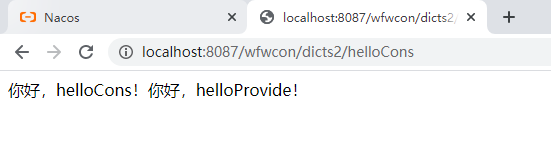 Nacos
localhost:8087/wfwcon/dicts2/
localhost:8087/wfwcon/dicts2/helloCons
你好，helloCons！你好，helloProvide！